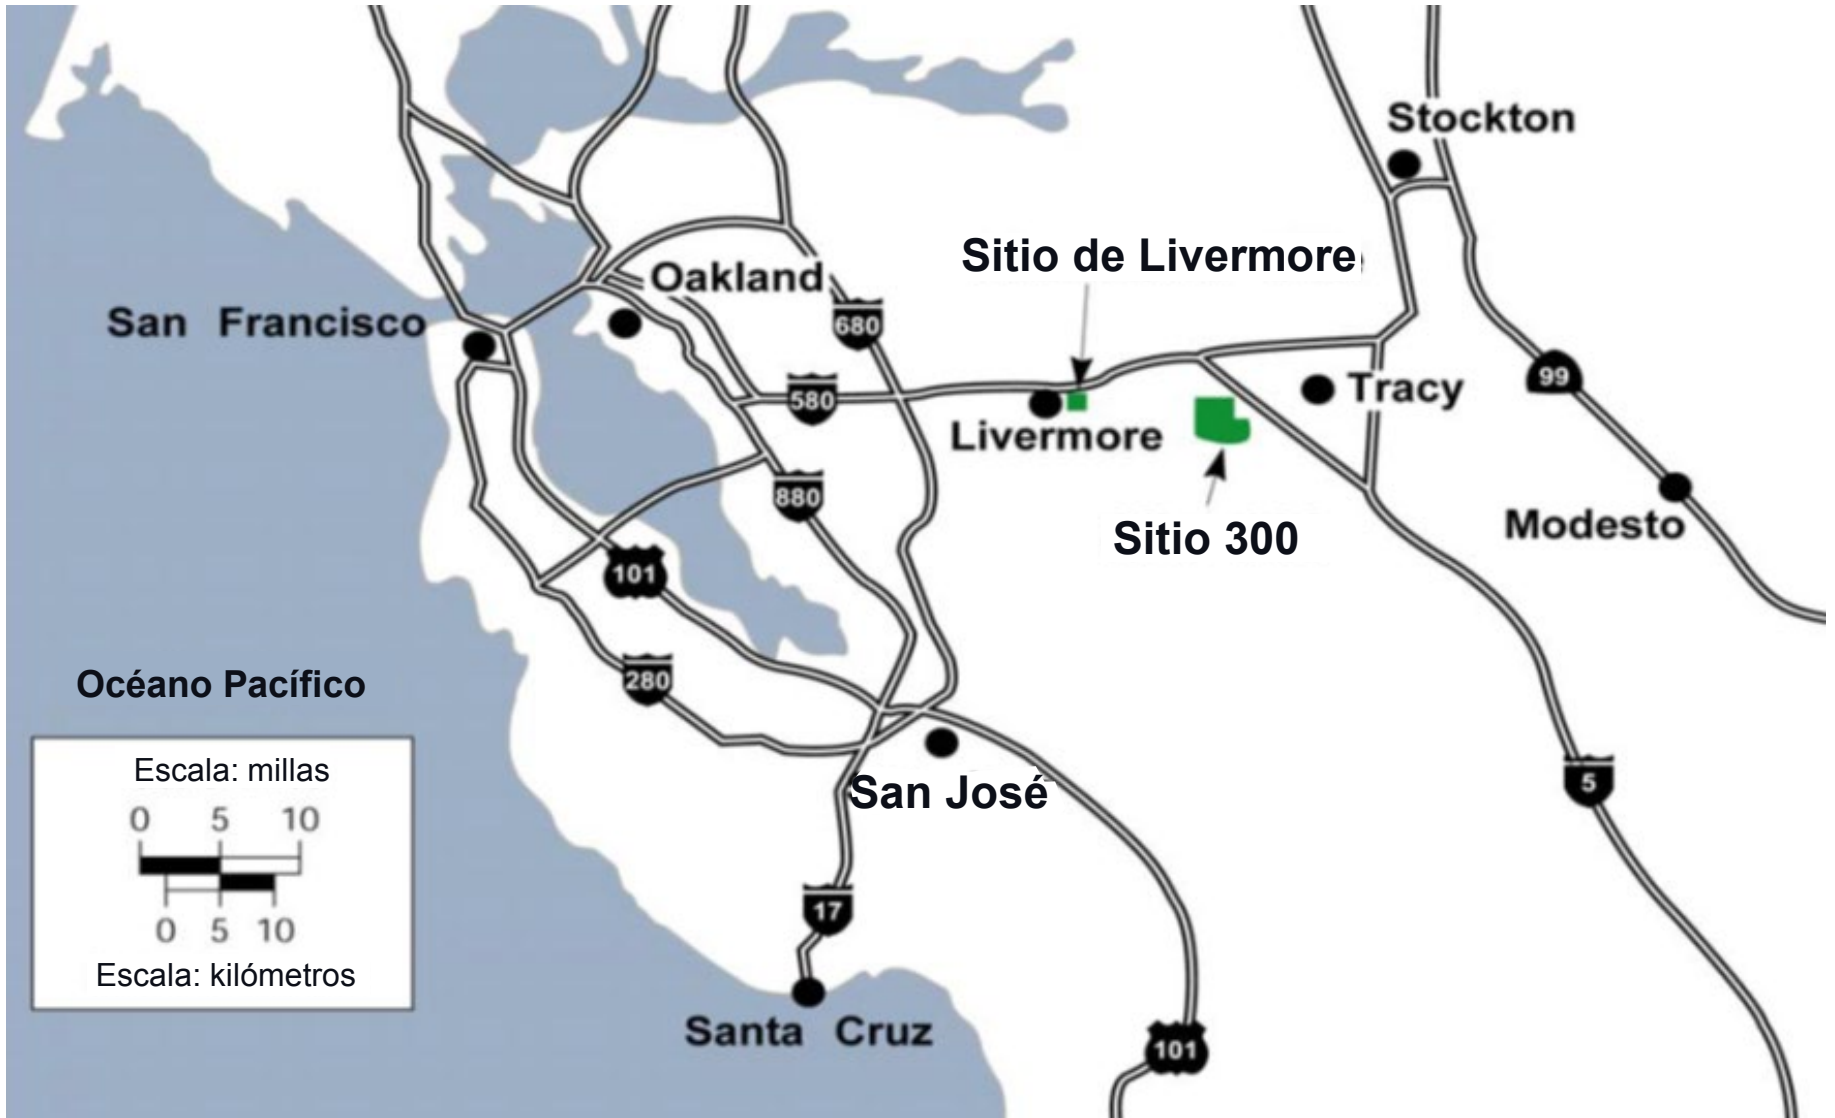 Stockton
Sitio de Livermore
Oakland
San Francisco
680
580
99
Tracy
Livermore
880
Sitio 300
Modesto
101
280
Océano Pacífico
San José
5
Escala: millas
0 5 10
0 5 10
Escala: kilómetros
17
Santa Cruz
101